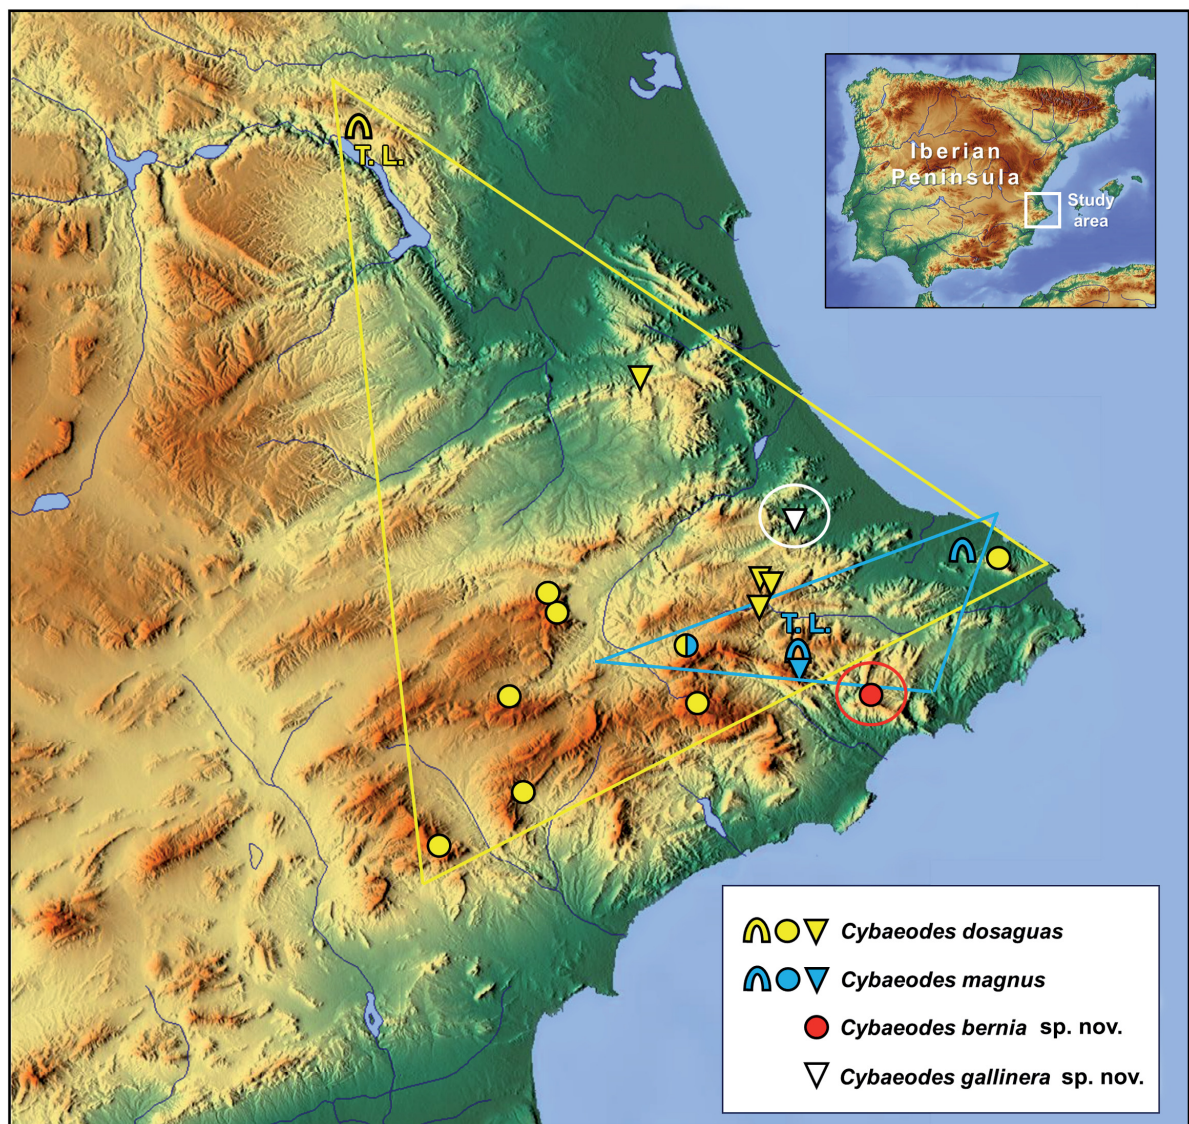 T. L.
Iberian
Peninsula
Study
area
T. L.
Cybaeodes dosaguas
Cybaeodes magnus
Cybaeodes bernia sp. nov.
Cybaeodes gallinera sp. nov.